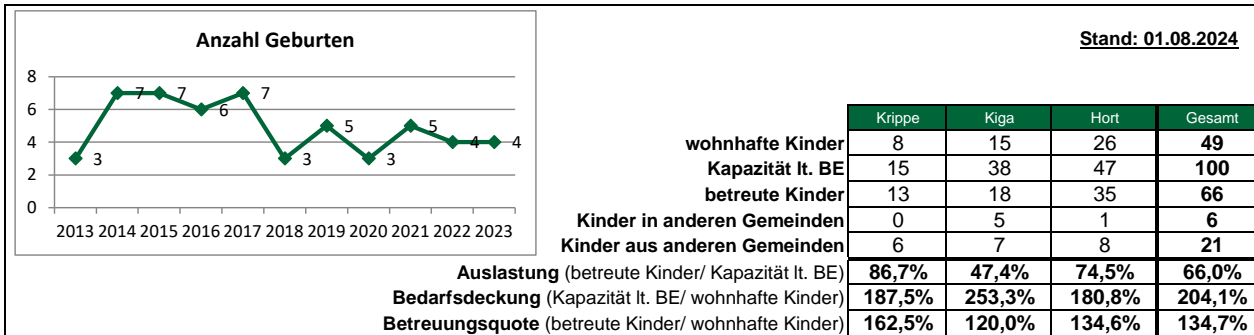 Anzahl Geburten
Stand: 01.08.2024
8
6
4
2
0
3 7 7 6 7 3 5 3 5 4 4
2013 2014 2015 2016 2017 2018 2019 2020 2021 2022 2023
Krippe Kiga Hort Gesamt
wohnhafte Kinder 8 15 26 49
Kapazität lt. BE 15 38 47 100
betreute Kinder 13 18 35 66
Kinder in anderen Gemeinden 0 5 1 6
Kinder aus anderen Gemeinden 6 7 8 21
Auslastung (betreute Kinder/ Kapazität lt. BE) 86,7% 47,4% 74,5% 66,0%
Bedarfsdeckung (Kapazität lt. BE/ wohnhafte Kinder) 187,5% 253,3% 180,8% 204,1%
Betreuungsquote (betreute Kinder/ wohnhafte Kinder) 162,5% 120,0% 134,6% 134,7%